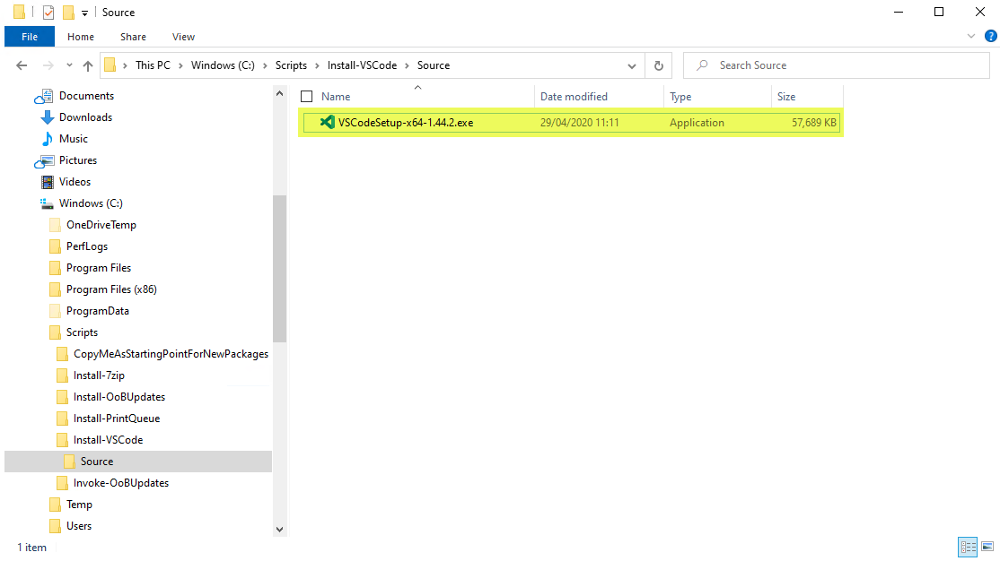 Source
File Home Share View
This PC Windows (C:) Scripts Install-VSCode Source
Search Source
Documents
Downloads
Music
Pictures
Videos
Windows (C:)
OneDriveTemp
PerfLogs
Program Files
Program Files (x86)
ProgramData
Scripts
CopyMeAsStartingPointForNewPackages
Install-7zip
Install-OoBUpdates
Install-PrintQueue
Install-VSCode
Source
Invoke-OoBUpdates
Temp
Users
Name Date modified Type Size
VSCodeSetup-x64-1.44.2.exe 29/04/2020 11:11 Application 57,689 KB
1 item